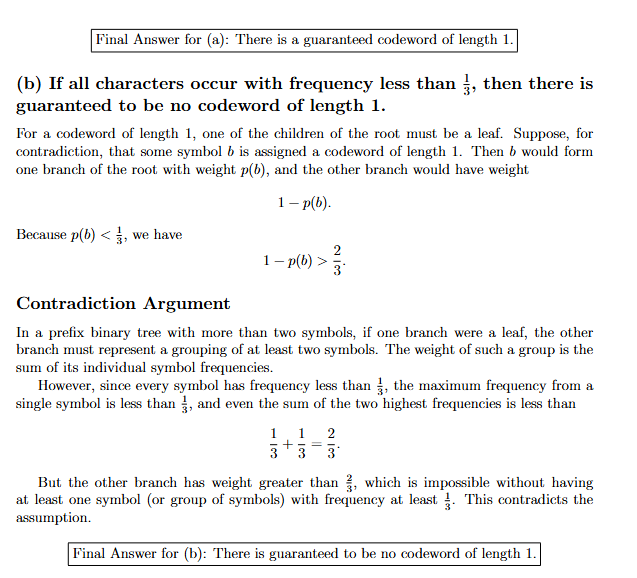 Final Answer for (a): There is a guaranteed codeword of length 1.
(b) If all characters occur with frequency less than 1/3, then there is
guaranteed to be no codeword of length 1.
For a codeword of length 1, one of the children of the root must be a leaf. Suppose, for
contradiction, that some symbol b is assigned a codeword of length 1. Then b would form
one branch of the root with weight p(b), and the other branch would have weight
1 − p(b).
Because p(b) < 1/3, we have
1 − p(b) > 2/3.
Contradiction Argument
In a prefix binary tree with more than two symbols, if one branch were a leaf, the other
branch must represent a grouping of at least two symbols. The weight of such a group is the
sum of its individual symbol frequencies.
However, since every symbol has frequency less than 1/3, the maximum frequency from a
single symbol is less than 1/3, and even the sum of the two highest frequencies is less than
1/3 + 1/3 = 2/3.
But the other branch has weight greater than 2/3, which is impossible without having
at least one symbol (or group of symbols) with frequency at least 1/3. This contradicts the
assumption.
Final Answer for (b): There is guaranteed to be no codeword of length 1.